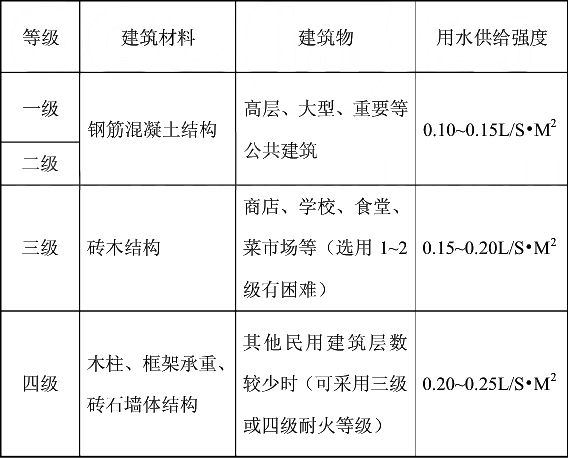 等级 建筑材料 建筑物 用水供给强度
一级
二级
钢筋混凝土结构
高层、大型、重要等
公共建筑
0.10~0.15L/S•M²
三级
砖木结构
商店、学校、食堂、
菜市场等（选用 1~2
级有困难）
0.15~0.20L/S•M²
四级
木柱、框架承重、
砖石墙体结构
其他民用建筑层数
较少时（可采用三级
或四级耐火等级）
0.20~0.25L/S•M²